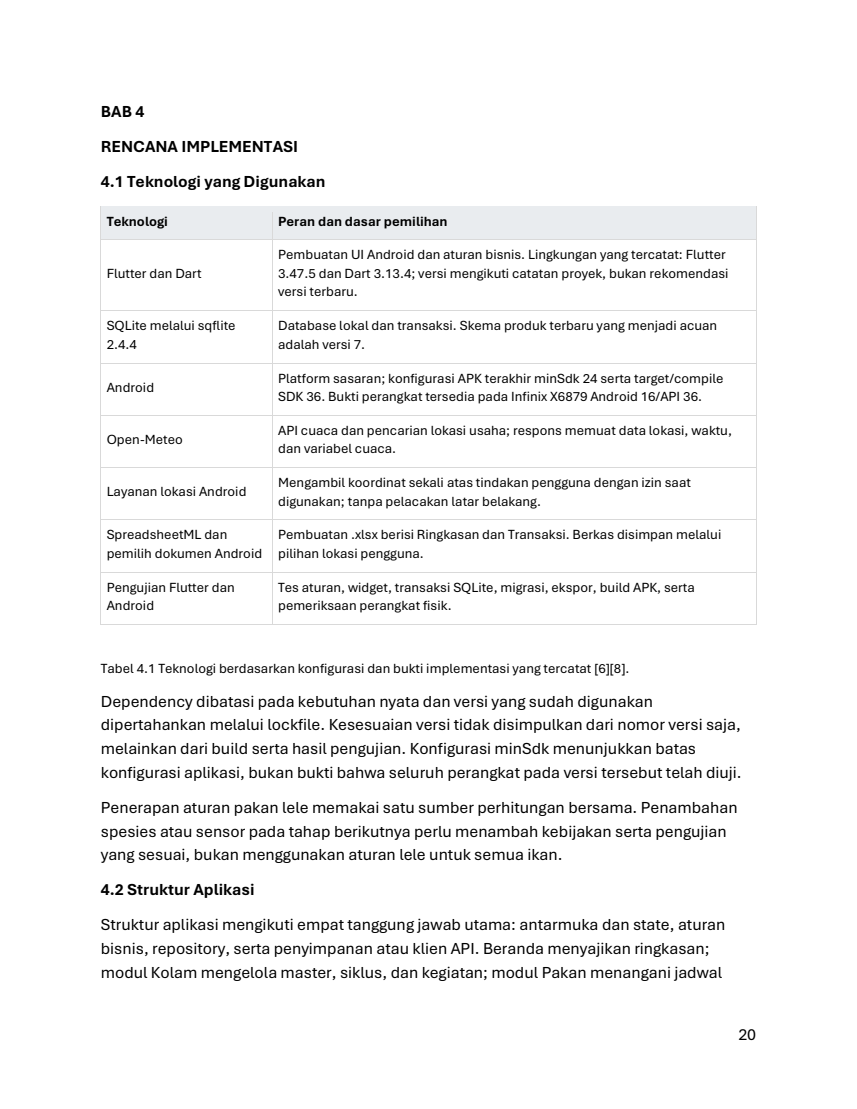 BAB 4
RENCANA IMPLEMENTASI
4.1 Teknologi yang Digunakan
Teknologi
Peran dan dasar pemilihan
Flutter dan Dart
Pembuatan UI Android dan aturan bisnis. Lingkungan yang tercatat: Flutter
3.47.5 dan Dart 3.13.4; versi mengikuti catatan proyek, bukan rekomendasi
versi terbaru.
SQLite melalui sqflite
2.4.4
Database lokal dan transaksi. Skema produk terbaru yang menjadi acuan
adalah versi 7.
Android
Platform sasaran; konfigurasi APK terakhir minSdk 24 serta target/compile
SDK 36. Bukti perangkat tersedia pada Infinix X6879 Android 16/API 36.
Open-Meteo
API cuaca dan pencarian lokasi usaha; respons memuat data lokasi, waktu,
dan variabel cuaca.
Layanan lokasi Android
Mengambil koordinat sekali atas tindakan pengguna dengan izin saat
digunakan; tanpa pelacakan latar belakang.
SpreadsheetML dan
pemilih dokumen Android
Pembuatan .xlsx berisi Ringkasan dan Transaksi. Berkas disimpan melalui
pilihan lokasi pengguna.
Pengujian Flutter dan
Android
Tes aturan, widget, transaksi SQLite, migrasi, ekspor, build APK, serta
pemeriksaan perangkat fisik.
Tabel 4.1 Teknologi berdasarkan konfigurasi dan bukti implementasi yang tercatat [6][8].
Dependency dibatasi pada kebutuhan nyata dan versi yang sudah digunakan
dipertahankan melalui lockfile. Kesesuaian versi tidak disimpulkan dari nomor versi saja,
melainkan dari build serta hasil pengujian. Konfigurasi minSdk menunjukkan batas
konfigurasi aplikasi, bukan bukti bahwa seluruh perangkat pada versi tersebut telah diuji.
Penerapan aturan pakan lele memakai satu sumber perhitungan bersama. Penambahan
spesies atau sensor pada tahap berikutnya perlu menambah kebijakan serta pengujian
yang sesuai, bukan menggunakan aturan lele untuk semua ikan.
4.2 Struktur Aplikasi
Struktur aplikasi mengikuti empat tanggung jawab utama: antarmuka dan state, aturan
bisnis, repository, serta penyimpanan atau klien API. Beranda menyajikan ringkasan;
modul Kolam mengelola master, siklus, dan kegiatan; modul Pakan menangani jadwal
20